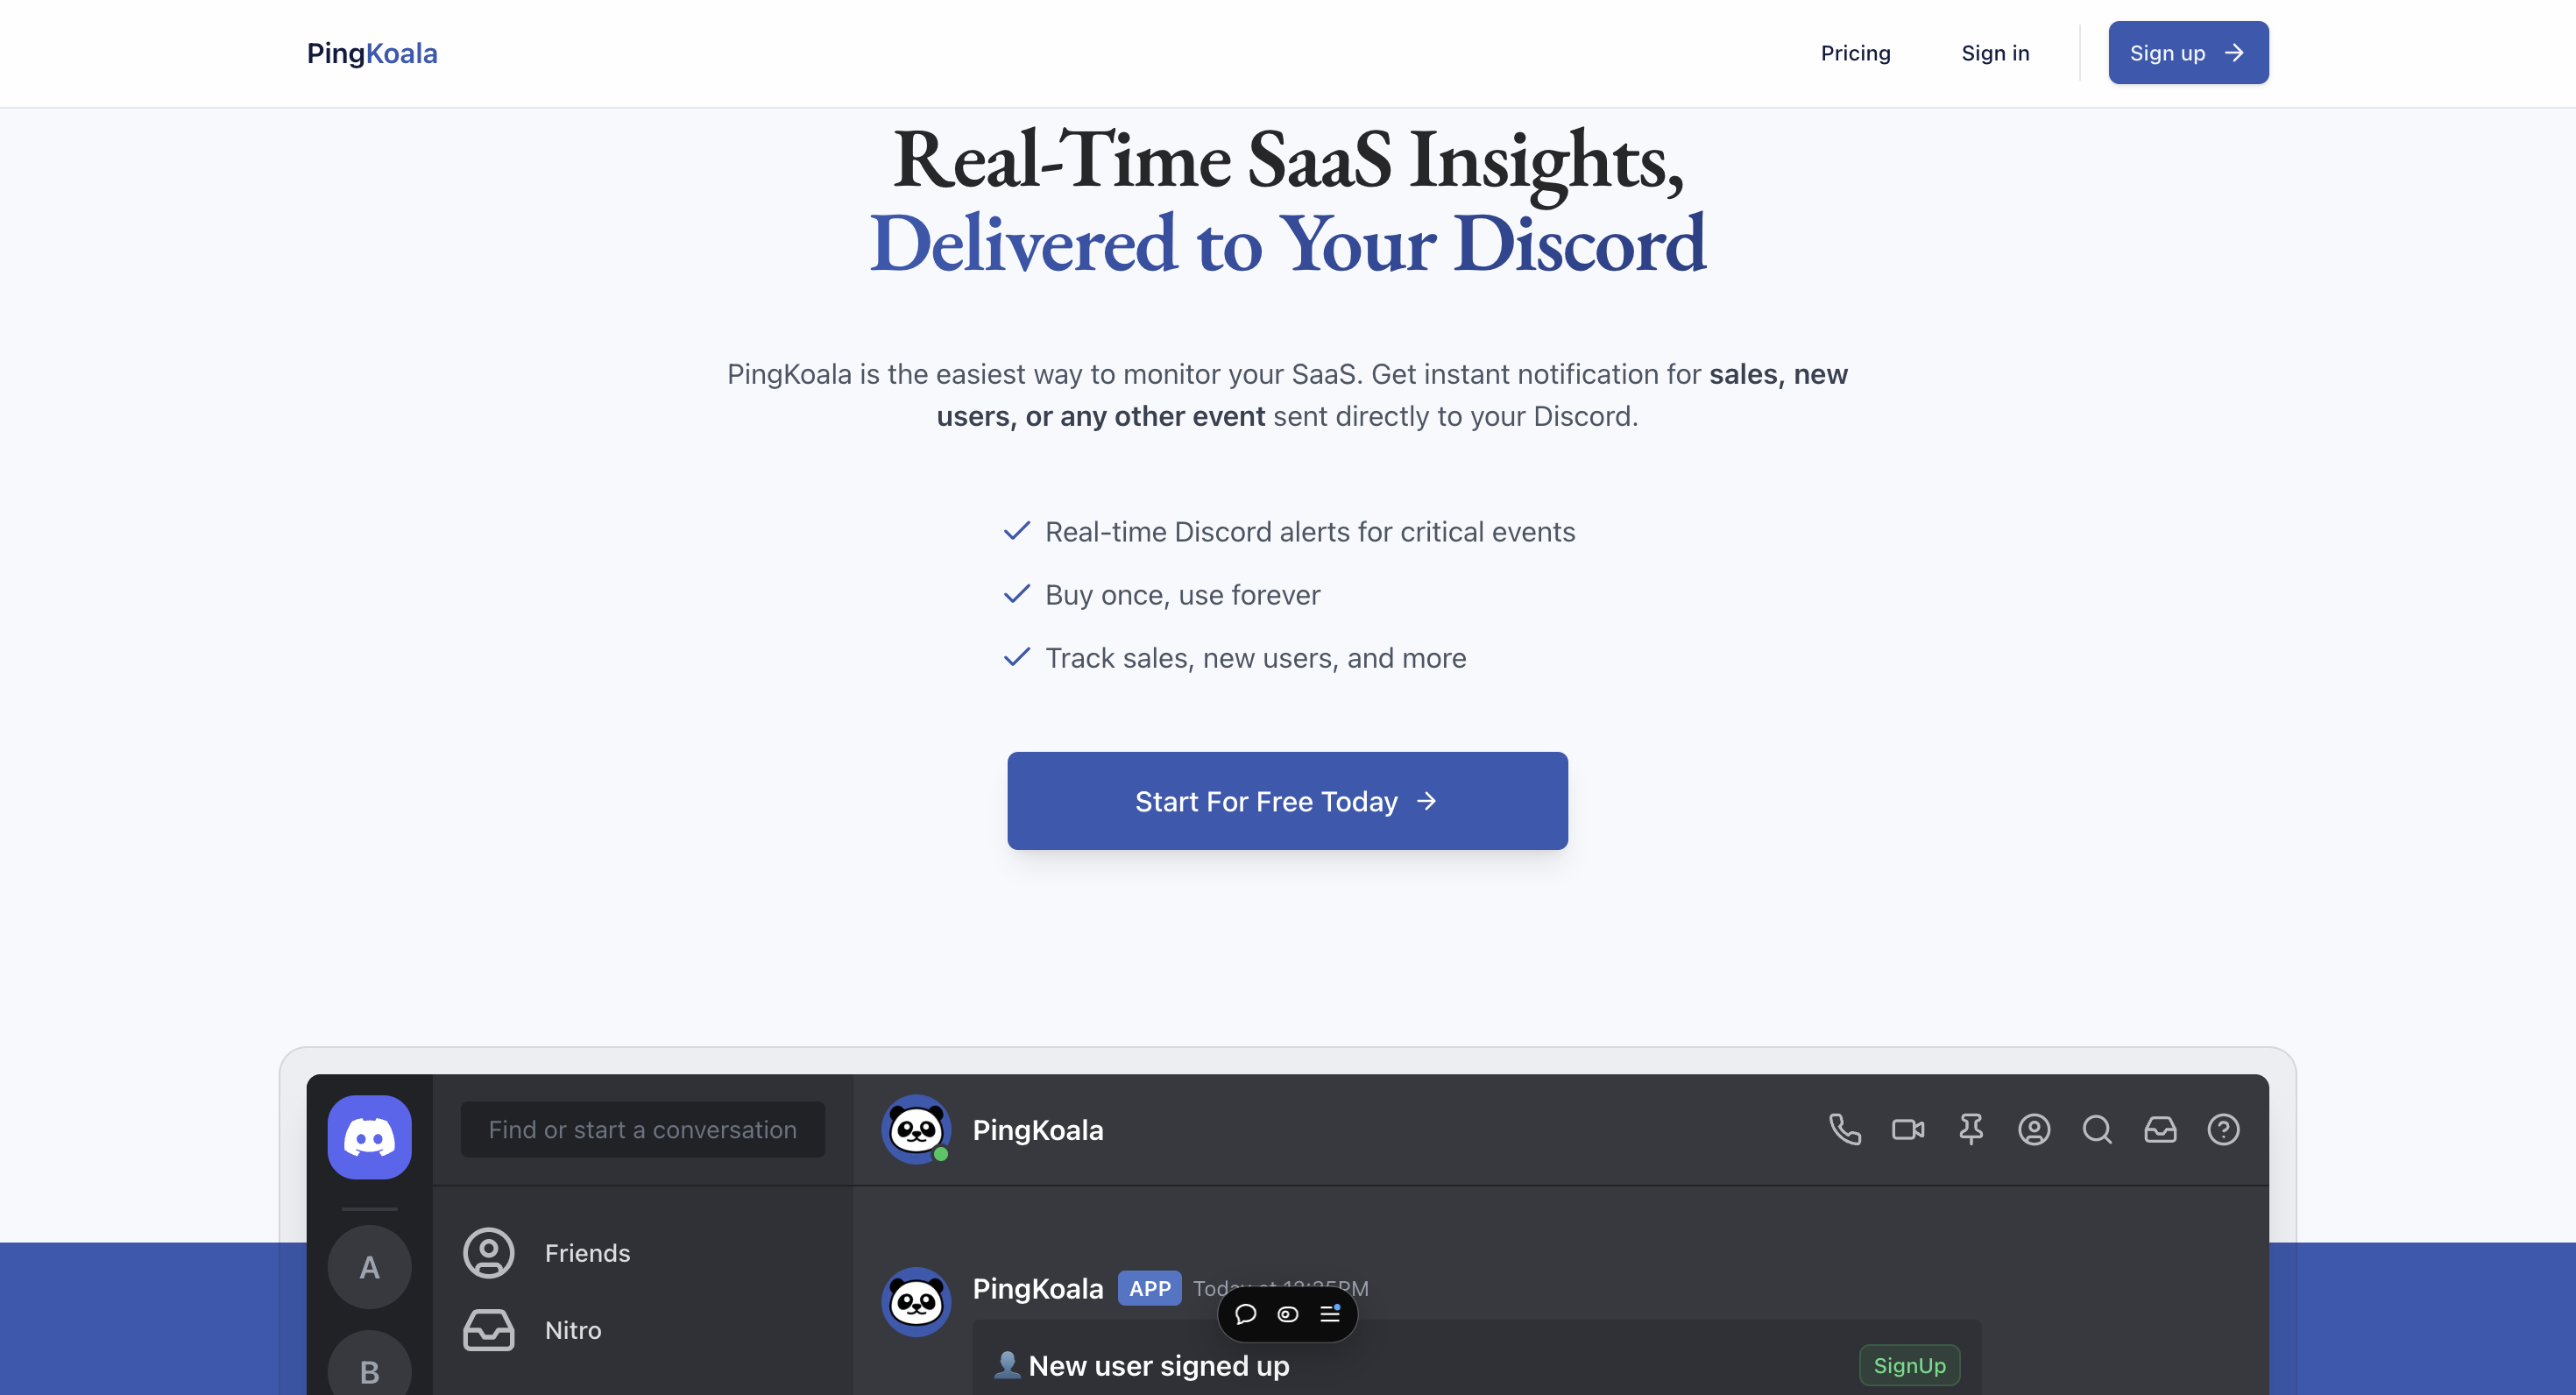 PingKoala
Pricing
Sign in
Sign up
Real-Time SaaS Insights,
Delivered to Your Discord
PingKoala is the easiest way to monitor your SaaS. Get instant notification for sales, new
users, or any other event sent directly to your Discord.
Real-time Discord alerts for critical events
Buy once, use forever
Track sales, new users, and more
Start For Free Today
Find or start a conversation
PingKoala
A
Friends
PingKoala APP Today at
Nitro
B
New user signed up
SignUp